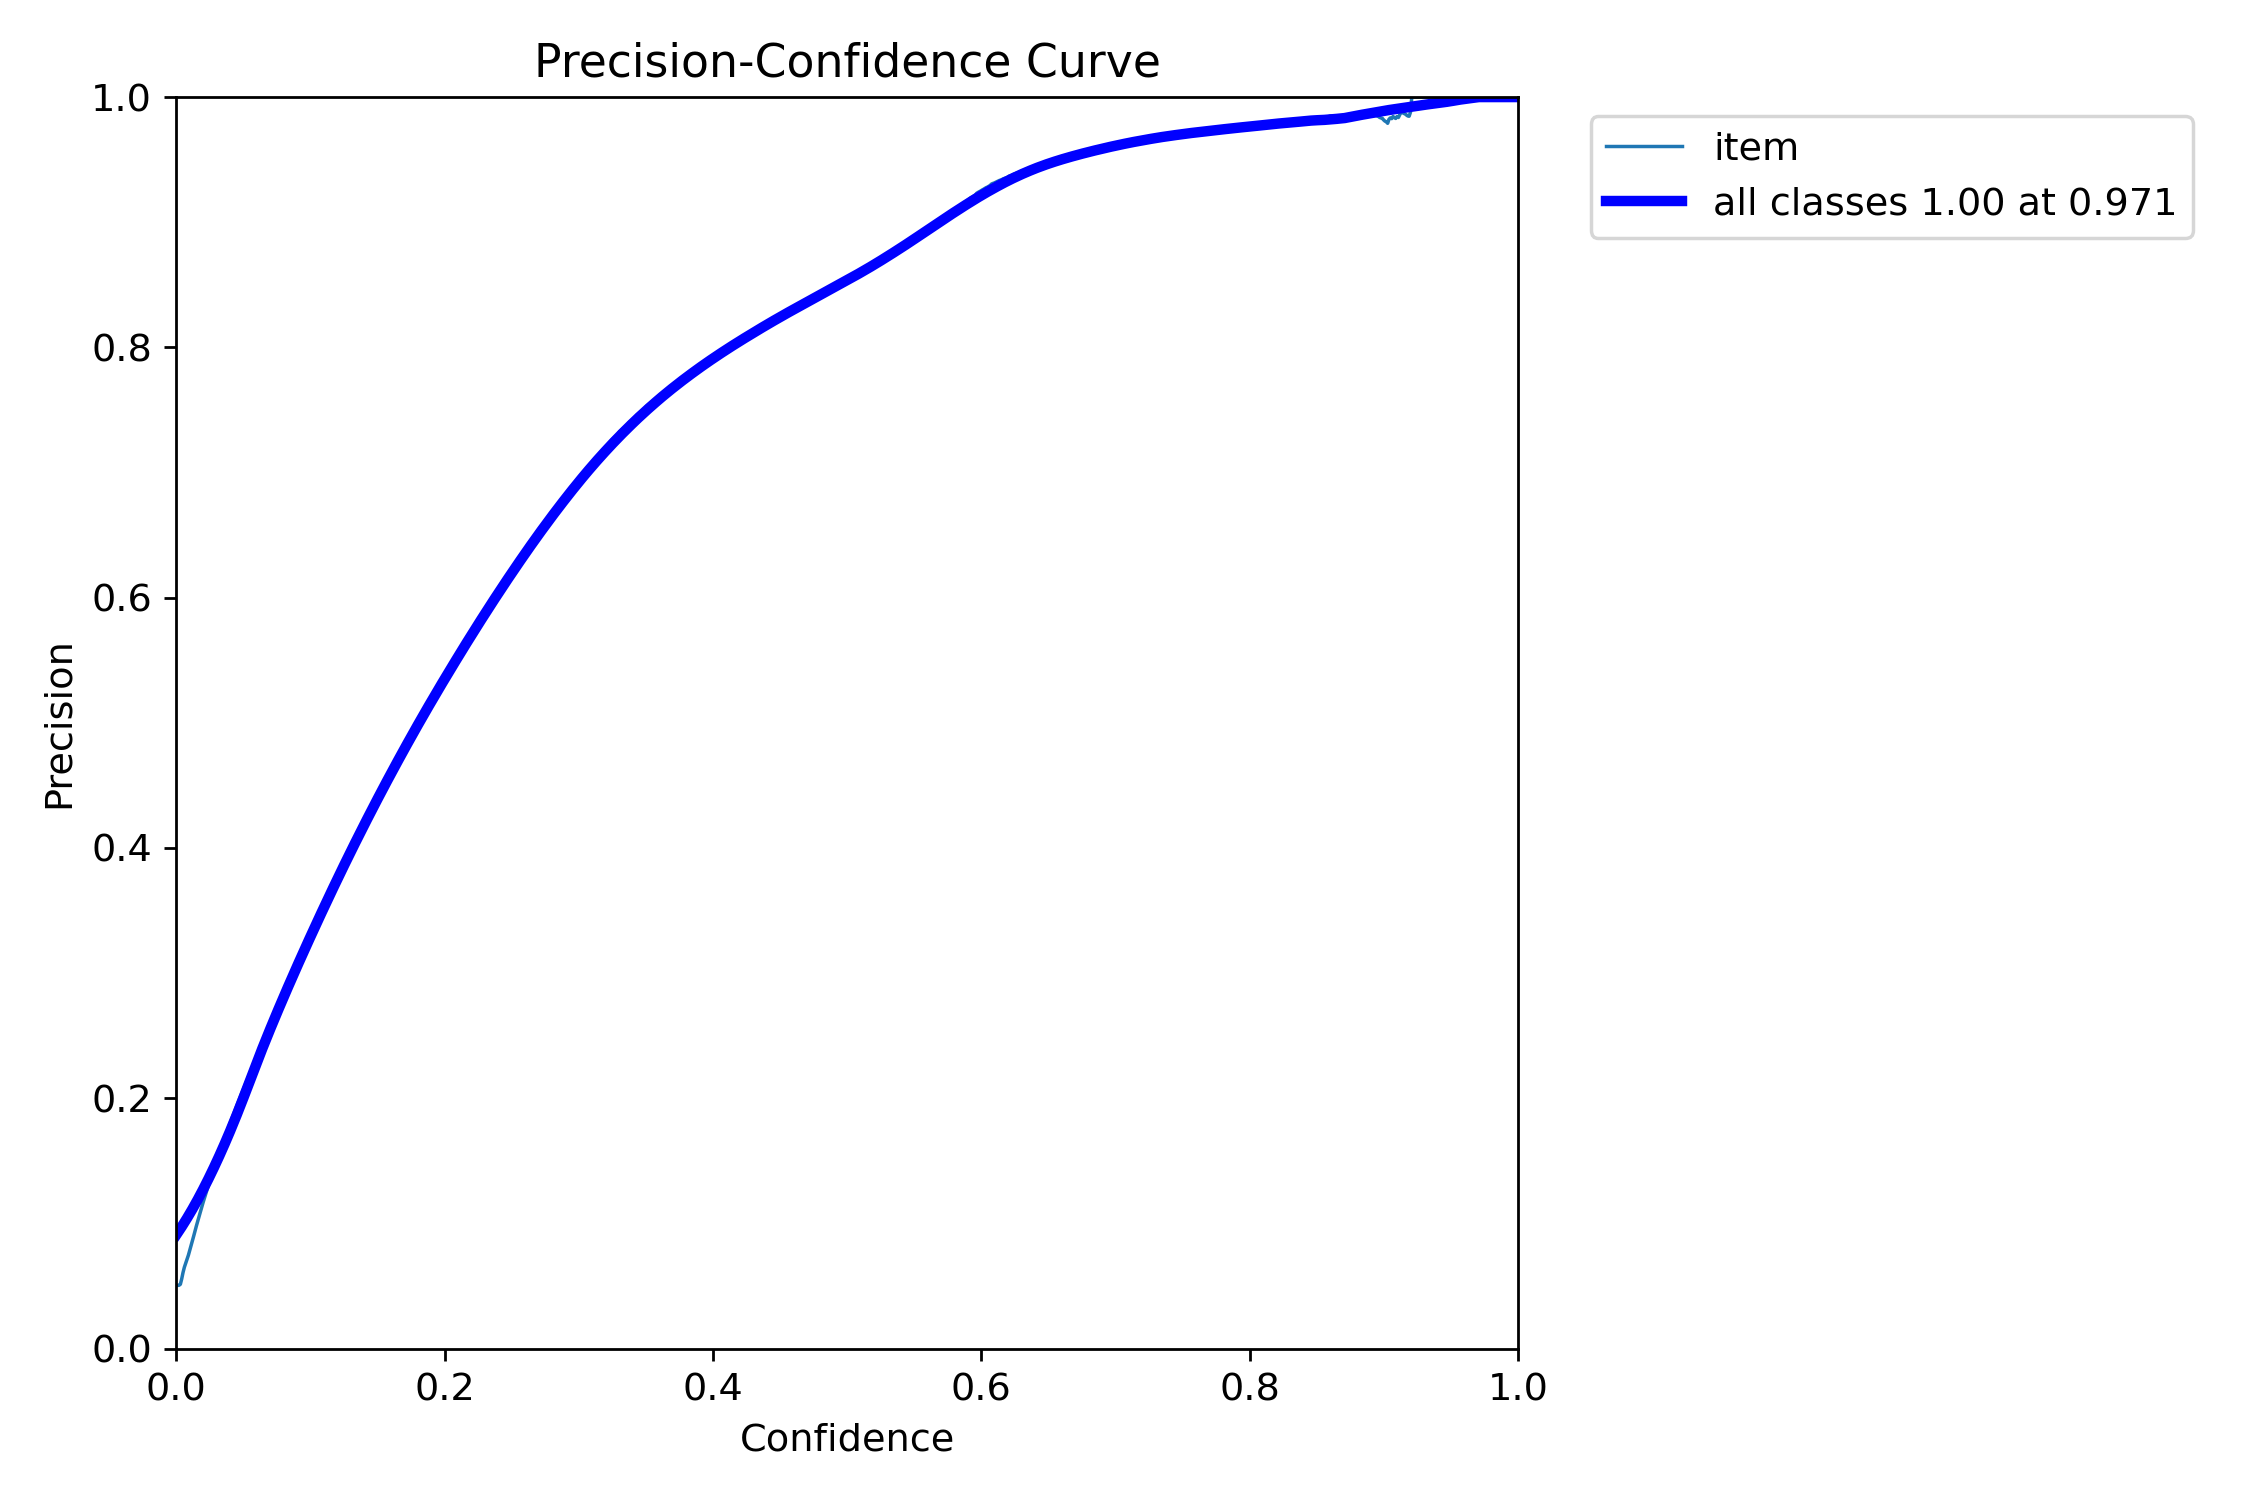 Precision-Confidence Curve
1.0
0.8
0.6
0.4
0.2
0.0
Precision
0.0 0.2 0.4 0.6 0.8 1.0
Confidence
item
all classes 1.00 at 0.971